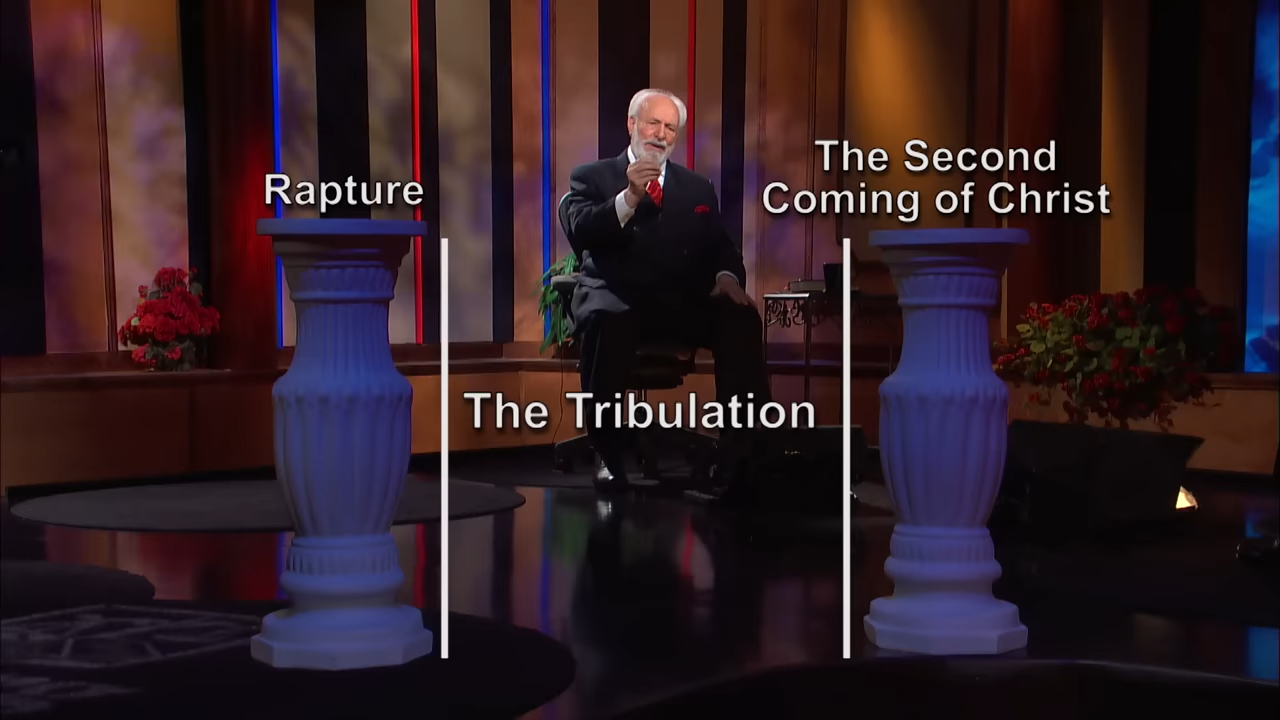 Rapture
The Second
Coming of Christ
The Tribulation